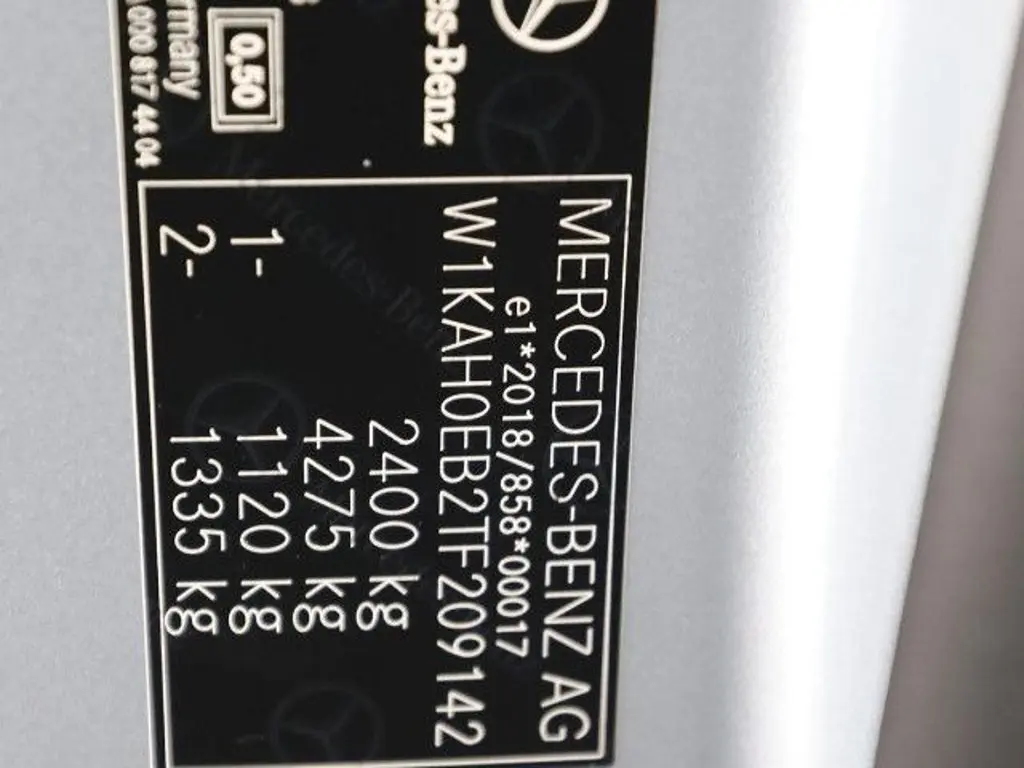 es-Benz
rmany
0,50
000 817 44 04
MERCEDES-BENZ AG
e1*2018/858*00017
W1KAH0EB2TF209142
2400 kg
4275 kg
1- 1120 kg
2- 1335 kg